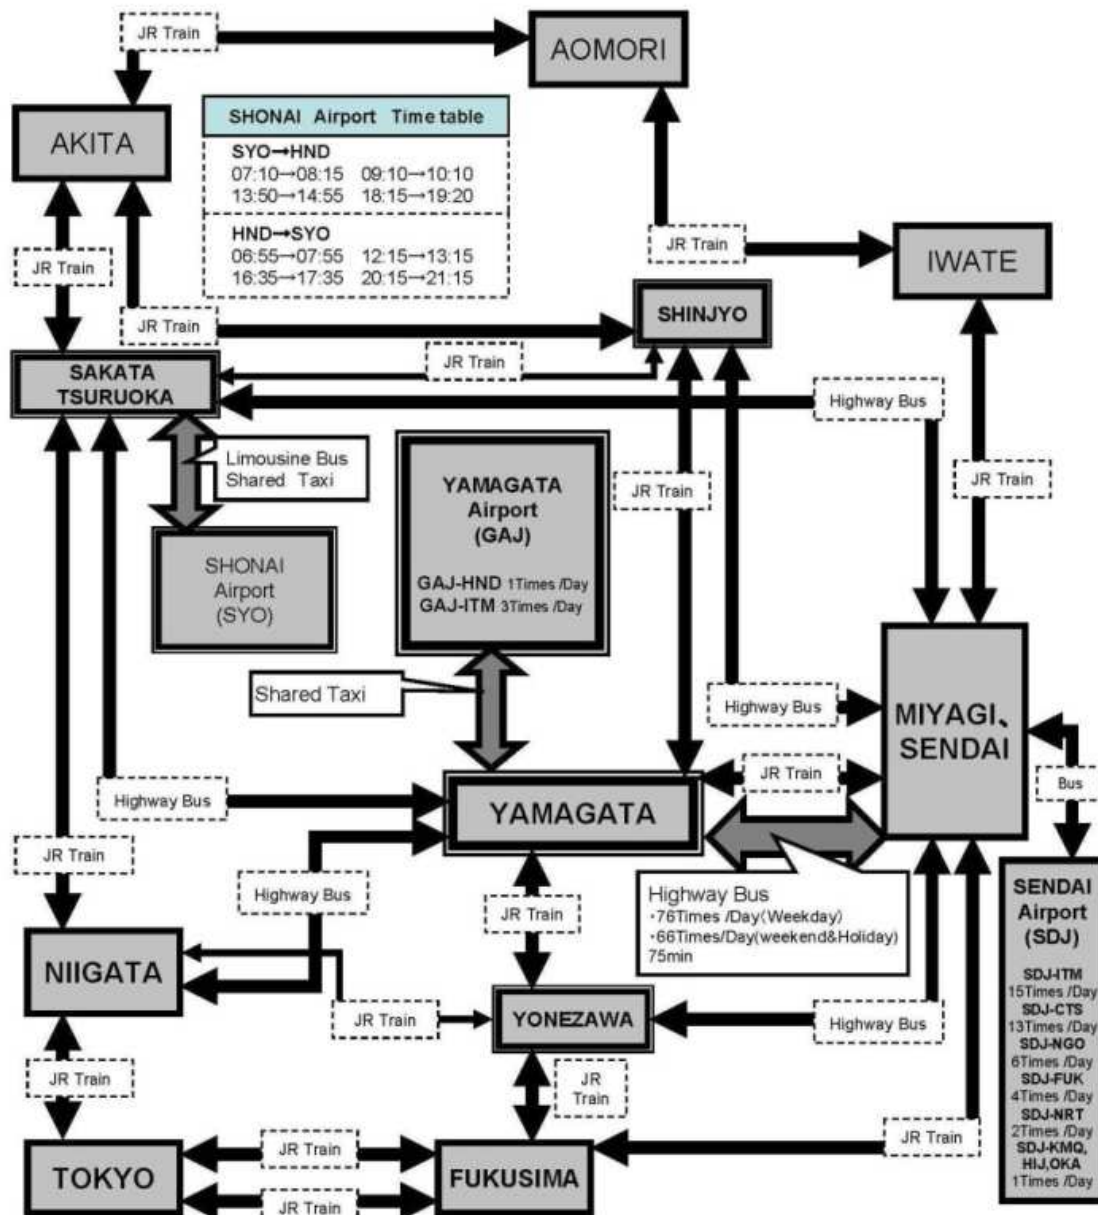 JR Train
AOMORI
AKITA
SHONAI Airport Time table
SYO→HND
07:10→08:15 09:10→10:10
13:50→14:55 18:15→19:20
HND→SYO
06:55→07:55 12:15→13:15
16:35→17:35 20:15→21:15
JR Train
IWATE
JR Train
JR Train
SHINJYO
JR Train
SAKATA
TSURUOKA
Highway Bus
Limousine Bus
Shared Taxi
YAMAGATA
Airport
(GAJ)
GAJ-HND 1Times /Day
GAJ-ITM 3Times /Day
JR Train
JR Train
SHONAI
Airport
(SYO)
Shared Taxi
Highway Bus
MIYAGI、
SENDAI
JR Train
Bus
Highway Bus
YAMAGATA
JR Train
Highway Bus
Highway Bus
・76Times /Day(Weekday)
・66Times/Day(weekend&Holiday)
75min
SENDAI
Airport
(SDJ)
SDJ-ITM
15Times /Day
SDJ-CTS
13Times /Day
SDJ-NGO
6Times /Day
SDJ-FUK
4Times /Day
SDJ-NRT
2Times /Day
SDJ-KMQ,
HIJ,OKA
1Times /Day
JR Train
NIIGATA
JR Train
YONEZAWA
Highway Bus
JR Train
JR
Train
JR Train
JR Train
TOKYO
FUKUSIMA
JR Train